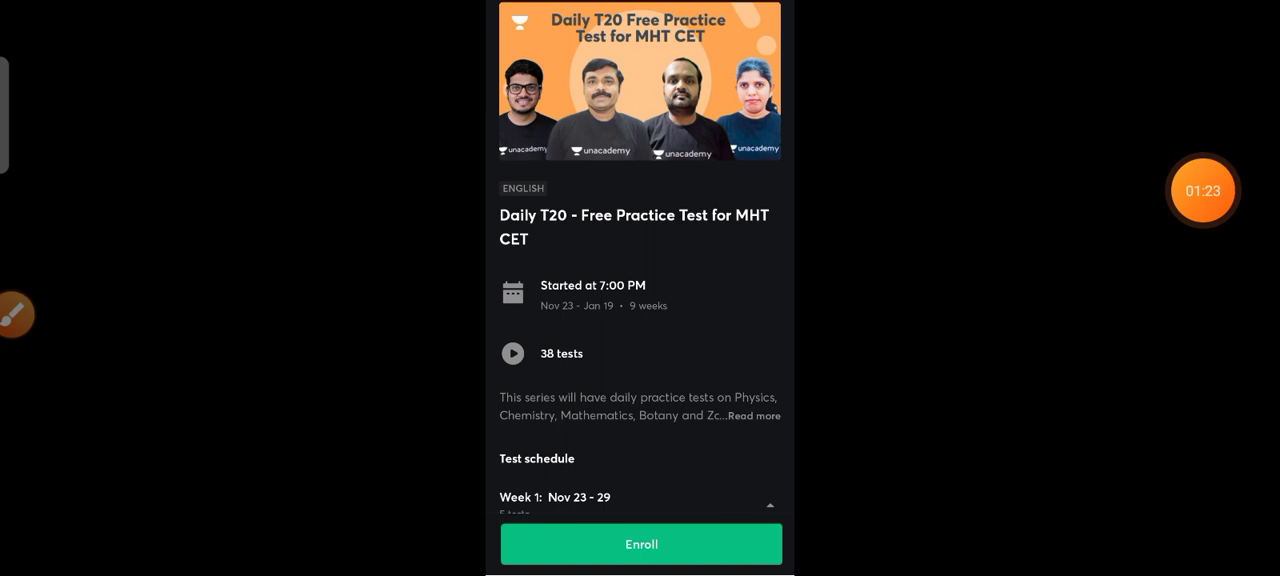 Daily T20 Free Practice
Test for MHT CET
unacademy
unacademy
unacademy
unacademy
ENGLISH
Daily T20 - Free Practice Test for MHT
CET
Started at 7:00 PM
Nov 23 - Jan 19 • 9 weeks
38 tests
This series will have daily practice tests on Physics,
Chemistry, Mathematics, Botany and Zo...Read more
Test schedule
Week 1: Nov 23 - 29
5 tests
Enroll
01:23